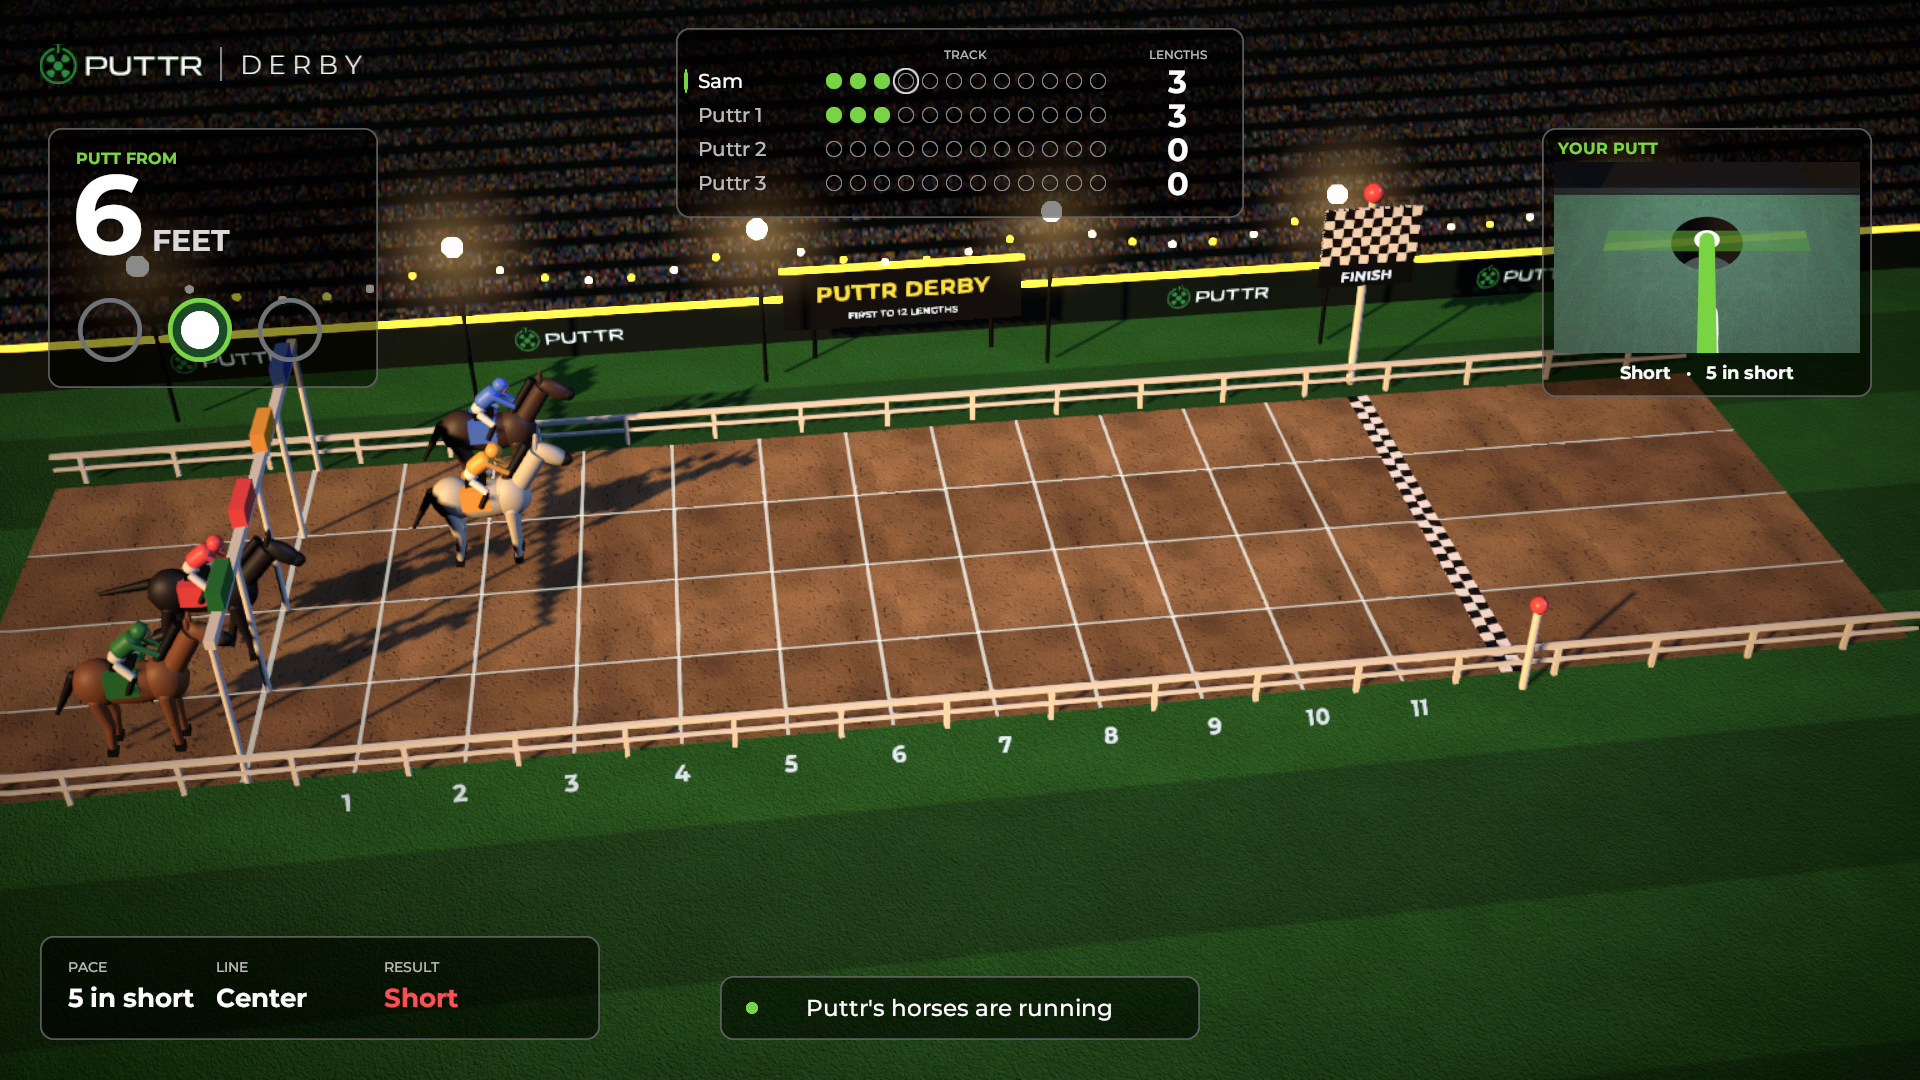 PUTTR DERBY
TRACK LENGTHS
Sam 3
Puttr 1 3
Puttr 2 0
Puttr 3 0
PUTT FROM
6 FEET
YOUR PUTT
Short · 5 in short
PUTTR DERBY
FIRST TO 12 LENGTHS
FINISH
PUTTR
PUTTR
PUTTR
PUTT
1 2 3 4 5 6 7 8 9 10 11
PACE LINE RESULT
5 in short Center Short
Puttr's horses are running